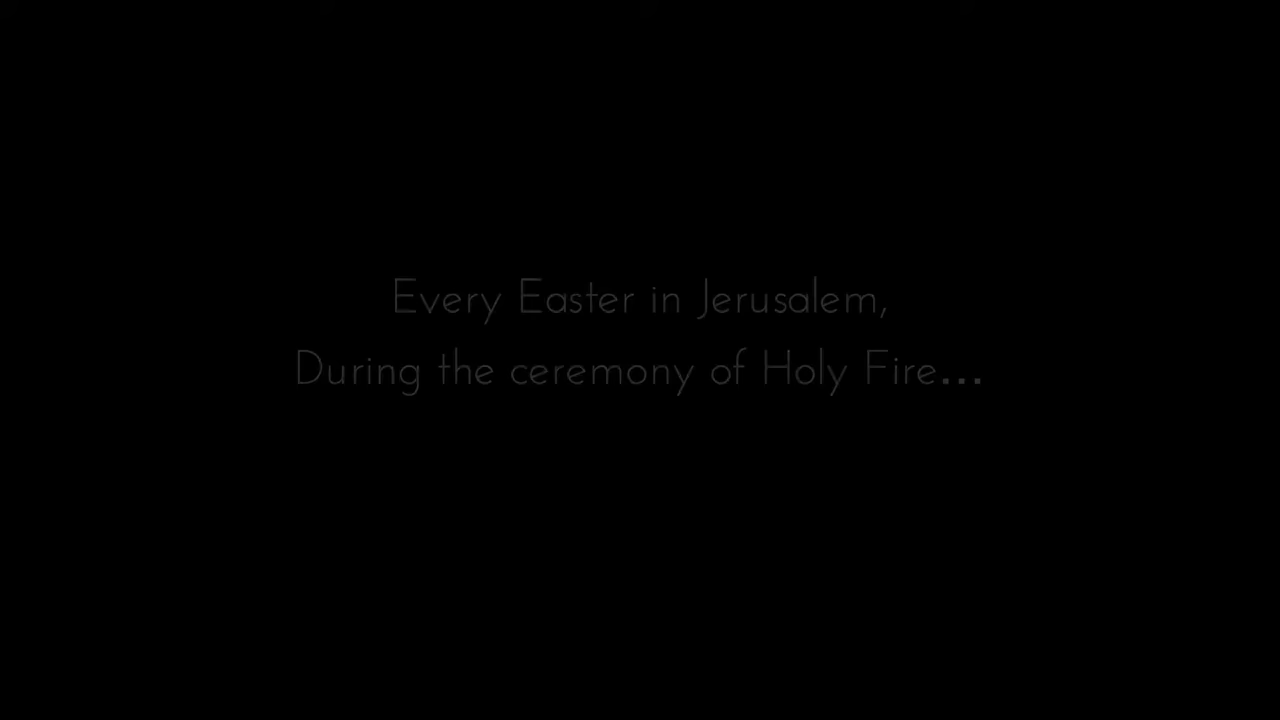 Every Easter in Jerusalem,
During the ceremony of Holy Fire...